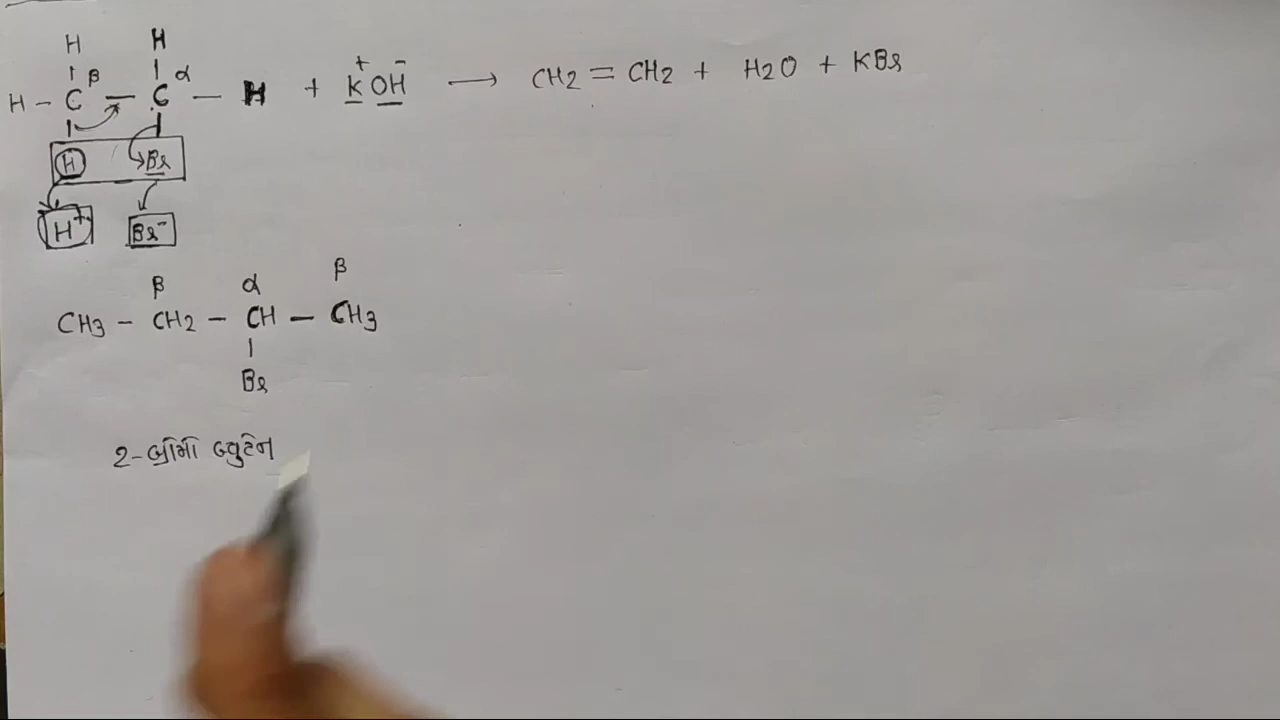 H H
| β | α
H – C – C – H + K⁺OH⁻ ⟶ CH2 = CH2 + H2O + KBr
| |
H Br
H⁺ Br⁻
β α β
CH3 – CH2 – CH – CH3
|
Br
2-બ્રોમો બ્યુટેન